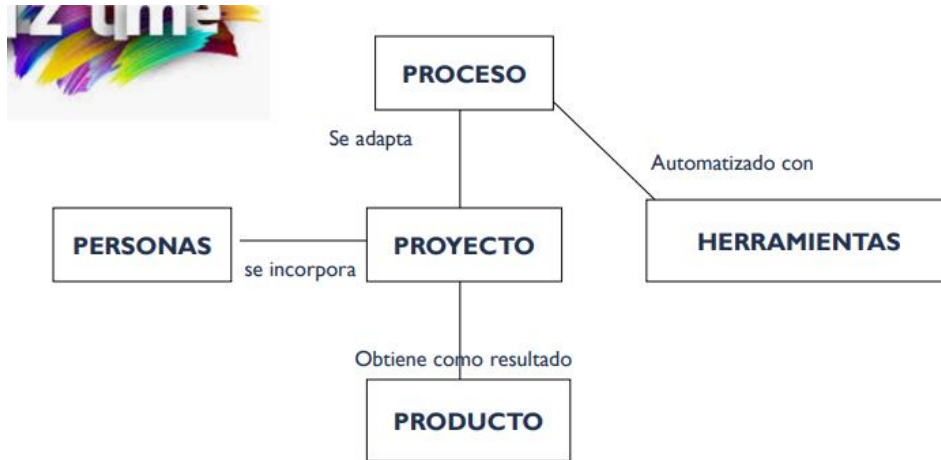 PROCESO
Se adapta
Automatizado con
PERSONAS
PROYECTO
HERRAMIENTAS
se incorpora
Obtiene como resultado
PRODUCTO